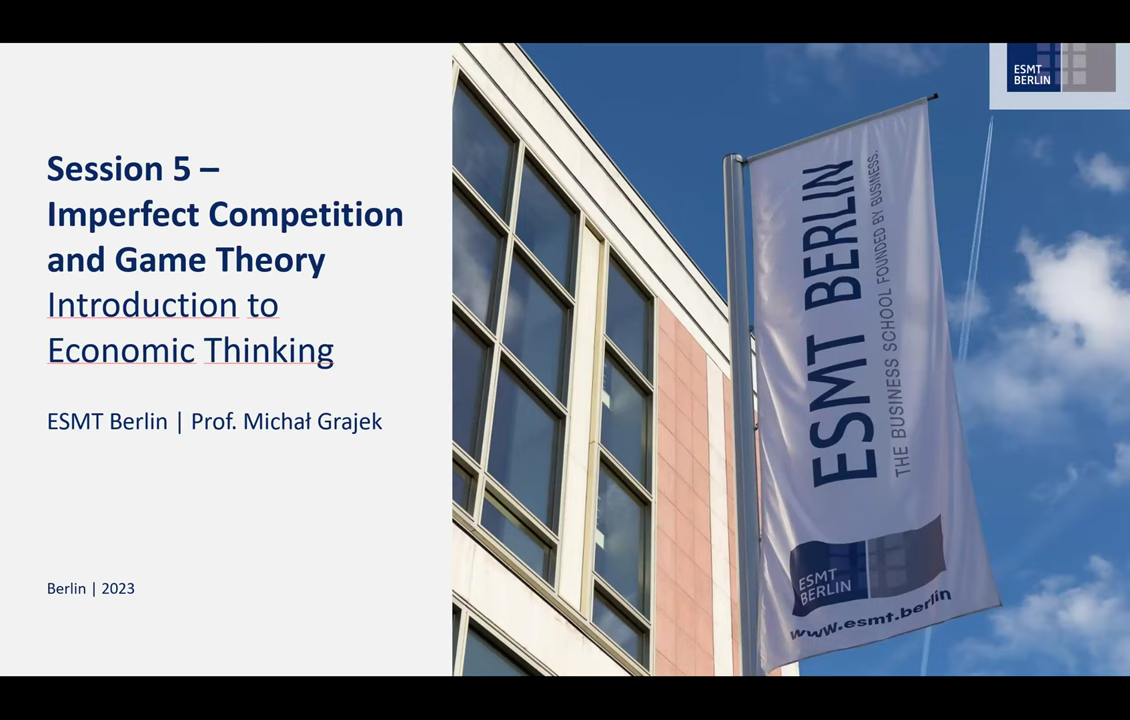 Session 5 –
Imperfect Competition
and Game Theory
Introduction to
Economic Thinking
ESMT Berlin | Prof. Michał Grajek
Berlin | 2023
ESMT
BERLIN
ESMT BERLIN
THE BUSINESS SCHOOL FOUNDED BY BUSINESS.
ESMT
BERLIN
www.esmt.berlin